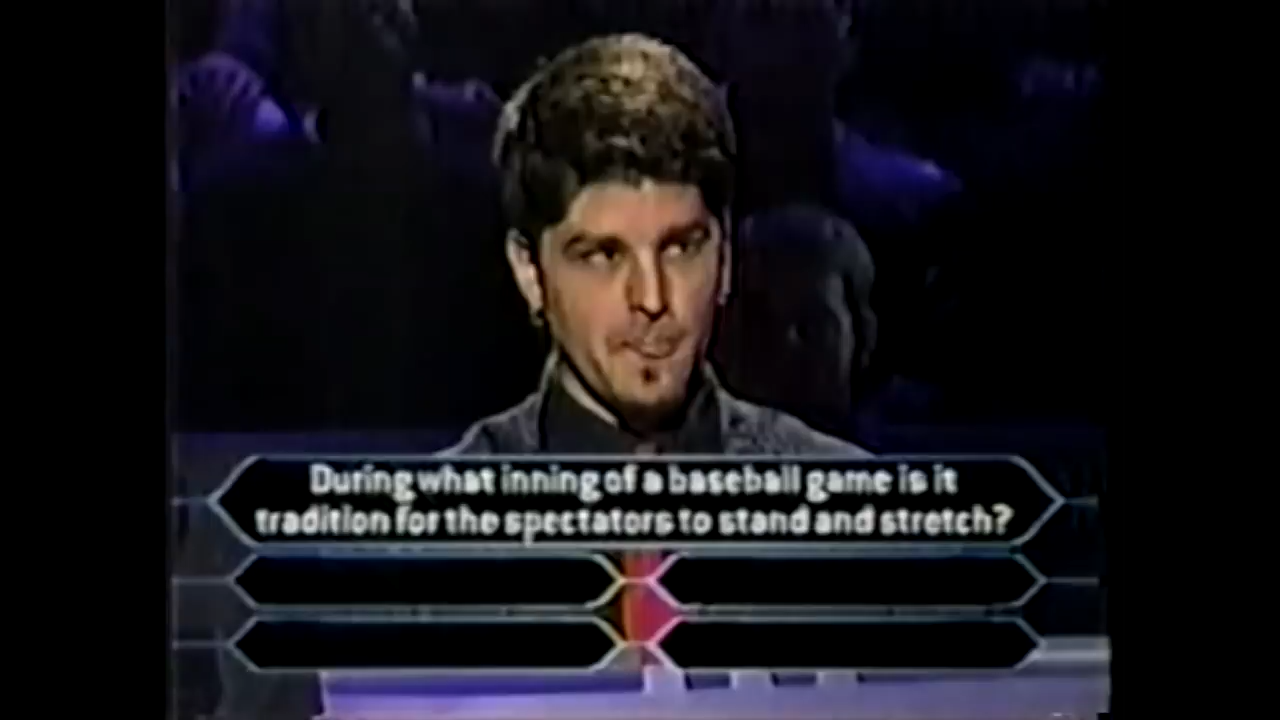 During what inning of a baseball game is it
tradition for the spectators to stand and stretch?